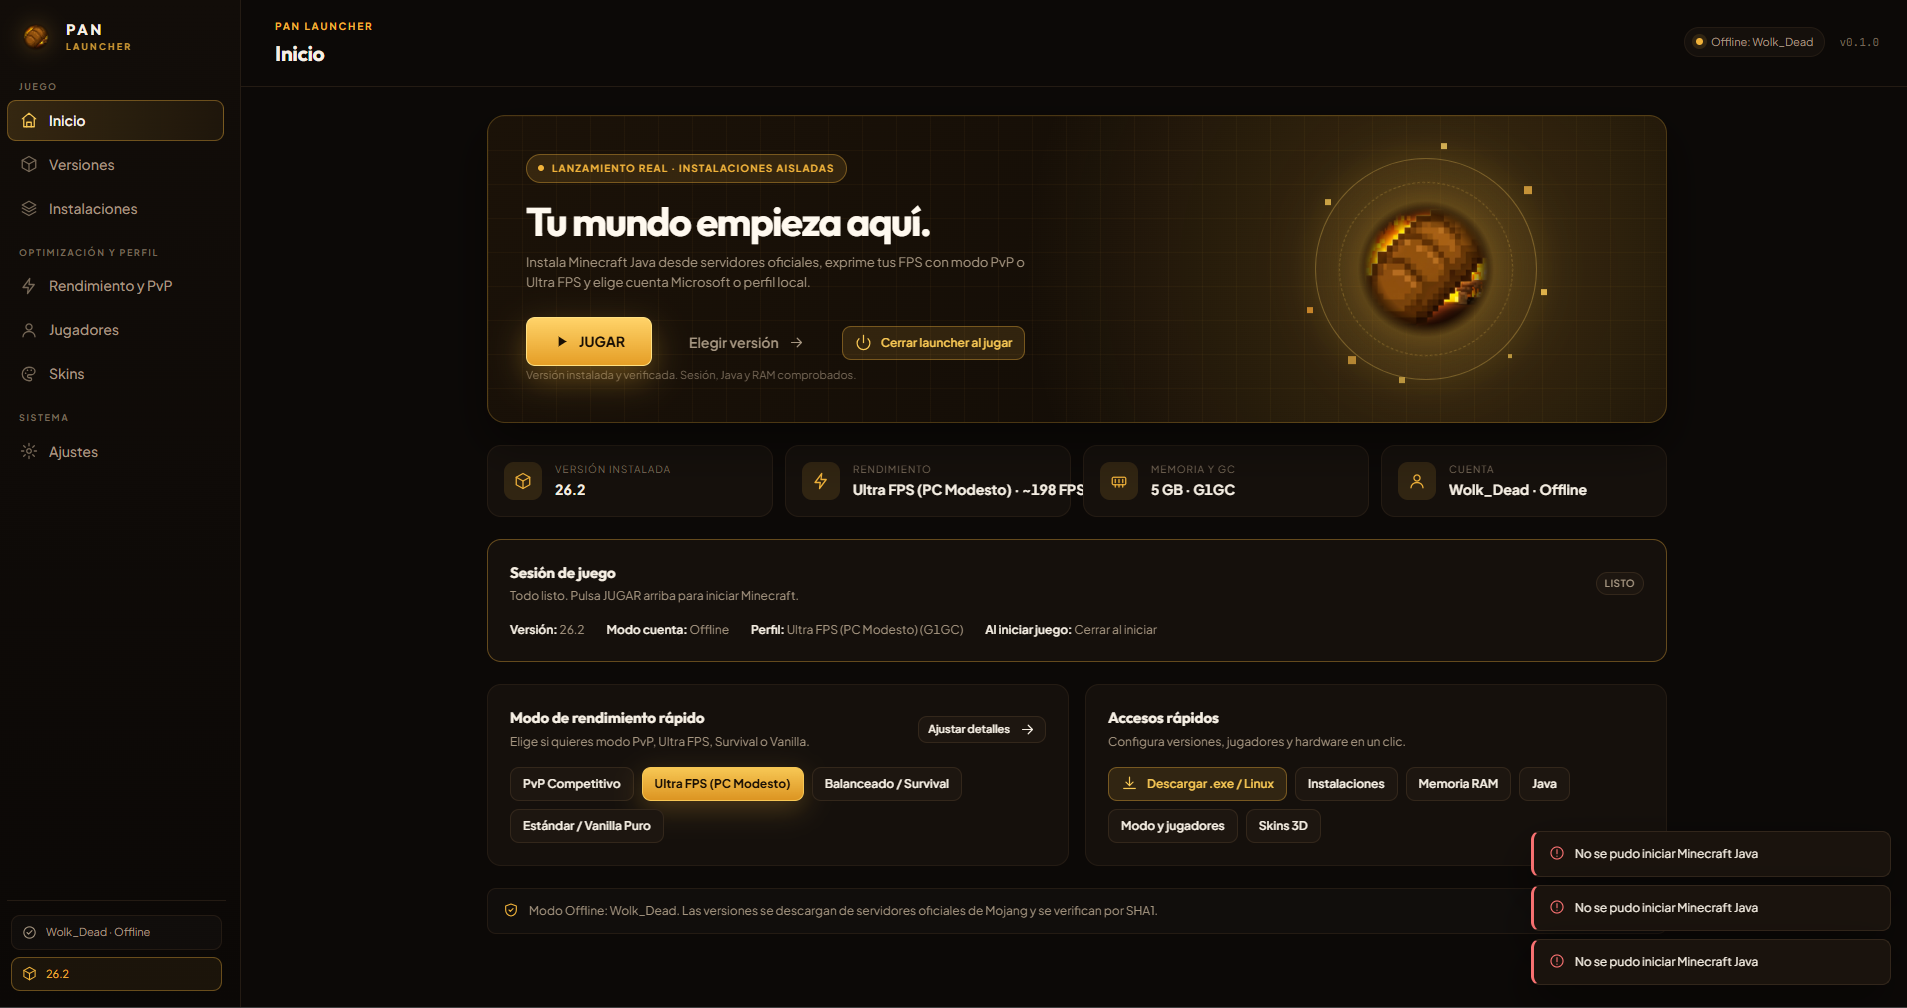 PAN
LAUNCHER
JUEGO
Inicio
Versiones
Instalaciones
OPTIMIZACIÓN Y PERFIL
Rendimiento y PvP
Jugadores
Skins
SISTEMA
Ajustes
Wolk_Dead · Offline
26.2
PAN LAUNCHER
Inicio
Offline: Wolk_Dead
v0.1.0
LANZAMIENTO REAL · INSTALACIONES AISLADAS
Tu mundo empieza aquí.
Instala Minecraft Java desde servidores oficiales, exprime tus FPS con modo PvP o
Ultra FPS y elige cuenta Microsoft o perfil local.
JUGAR
Elegir versión
Cerrar launcher al jugar
Versión instalada y verificada. Sesión, Java y RAM comprobados.
VERSIÓN INSTALADA
26.2
RENDIMIENTO
Ultra FPS (PC Modesto) · ~198 FPS
MEMORIA Y GC
5 GB · G1GC
CUENTA
Wolk_Dead · Offline
Sesión de juego
Todo listo. Pulsa JUGAR arriba para iniciar Minecraft.
LISTO
Versión: 26.2 Modo cuenta: Offline Perfil: Ultra FPS (PC Modesto) (G1GC) Al iniciar juego: Cerrar al iniciar
Modo de rendimiento rápido
Elige si quieres modo PvP, Ultra FPS, Survival o Vanilla.
Ajustar detalles
PvP Competitivo
Ultra FPS (PC Modesto)
Balanceado / Survival
Estándar / Vanilla Puro
Accesos rápidos
Configura versiones, jugadores y hardware en un clic.
Descargar .exe / Linux
Instalaciones
Memoria RAM
Java
Modo y jugadores
Skins 3D
Modo Offline: Wolk_Dead. Las versiones se descargan de servidores oficiales de Mojang y se verifican por SHA1.
No se pudo iniciar Minecraft Java
No se pudo iniciar Minecraft Java
No se pudo iniciar Minecraft Java